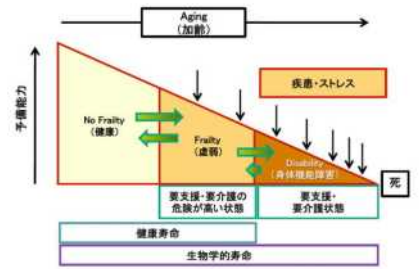 Aging
(加齢)
予備能力
疾患・ストレス
No Frailty
(健康)
Frailty
(虚弱)
Disability
(身体機能障害)
死
要支援・要介護の
危険が高い状態
要支援・
要介護状態
健康寿命
生物学的寿命